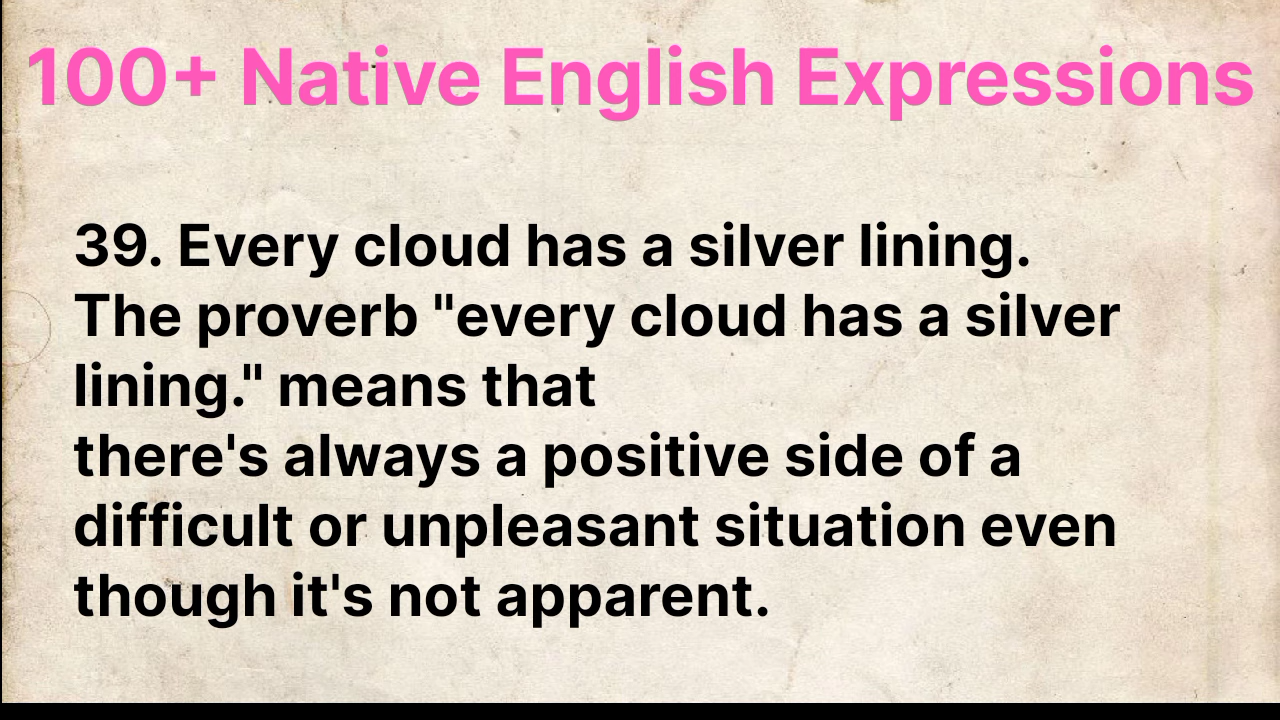 100+ Native English Expressions
39. Every cloud has a silver lining.
The proverb "every cloud has a silver
lining." means that
there's always a positive side of a
difficult or unpleasant situation even
though it's not apparent.